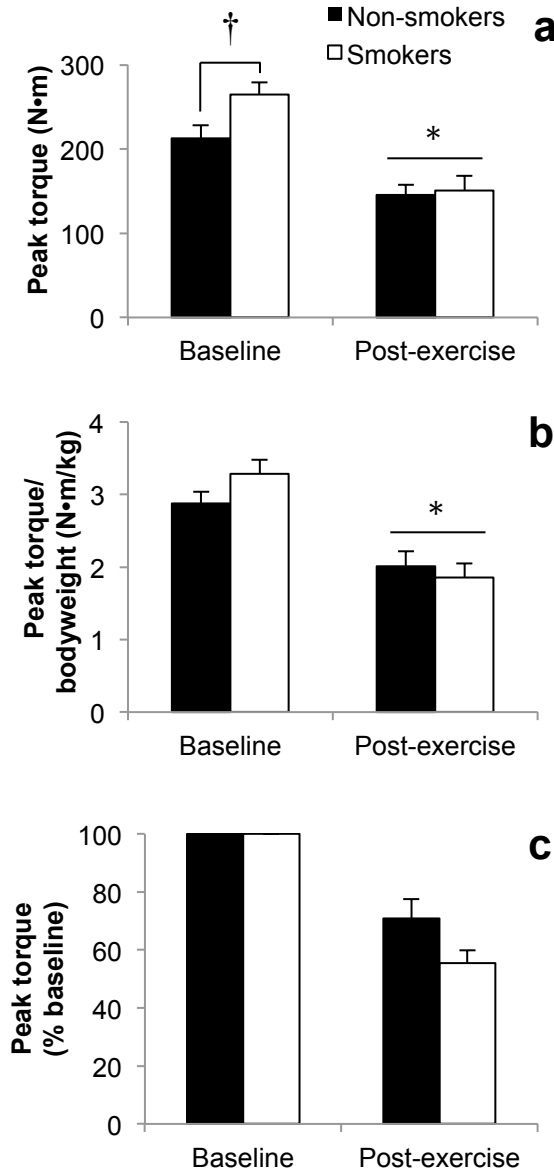 Non-smokers
Smokers
a
†
Peak torque (N•m)
300
200
100
0
*
Baseline
Post-exercise
b
Peak torque/
bodyweight (N•m/kg)
4
3
2
1
0
*
Baseline
Post-exercise
c
Peak torque
(% baseline)
100
80
60
40
20
0
Baseline
Post-exercise